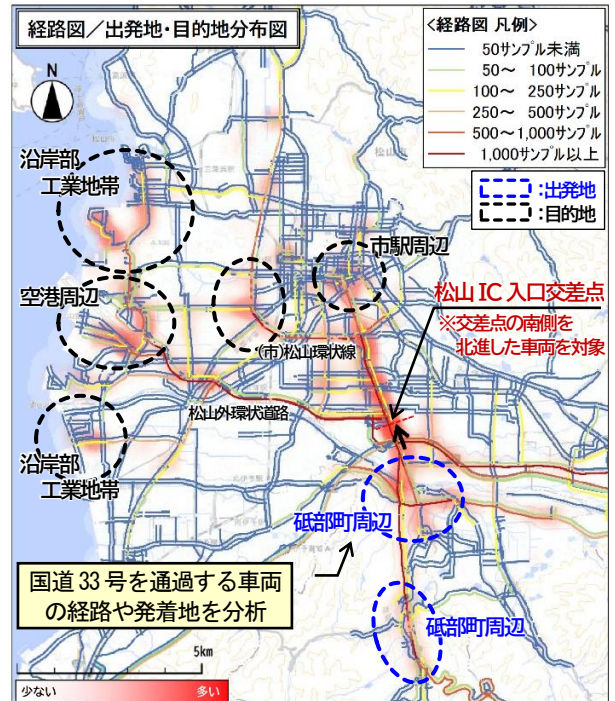 経路図／出発地・目的地分布図
＜経路図 凡例＞
50サンプル未満
50～ 100サンプル
100～ 250サンプル
250～ 500サンプル
500～1,000サンプル
1,000サンプル以上
:出発地
:目的地
N
沿岸部
工業地帯
市駅周辺
松山IC入口交差点
※交差点の南側を
北進した車両を対象
空港周辺
(市)松山環状線
松山外環状道路
沿岸部
工業地帯
砥部町周辺
国道33号を通過する車両
の経路や発着地を分析
砥部町周辺
5km
少ない
多い